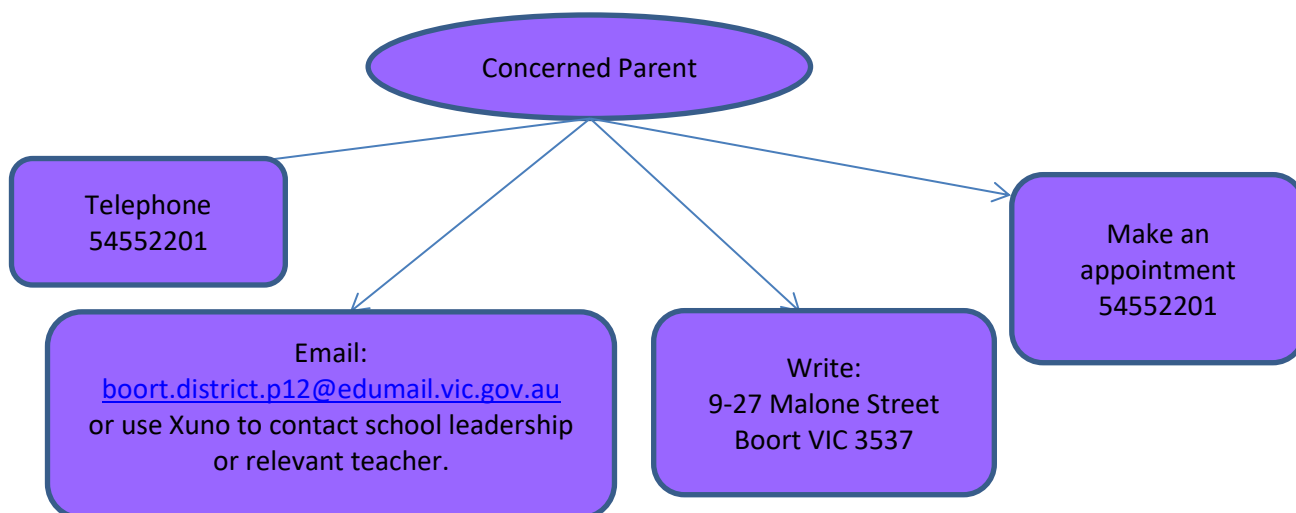 Concerned Parent
Telephone
54552201
Make an
appointment
54552201
Email:
boort.district.p12@edumail.vic.gov.au
or use Xuno to contact school leadership
or relevant teacher.
Write:
9-27 Malone Street
Boort VIC 3537